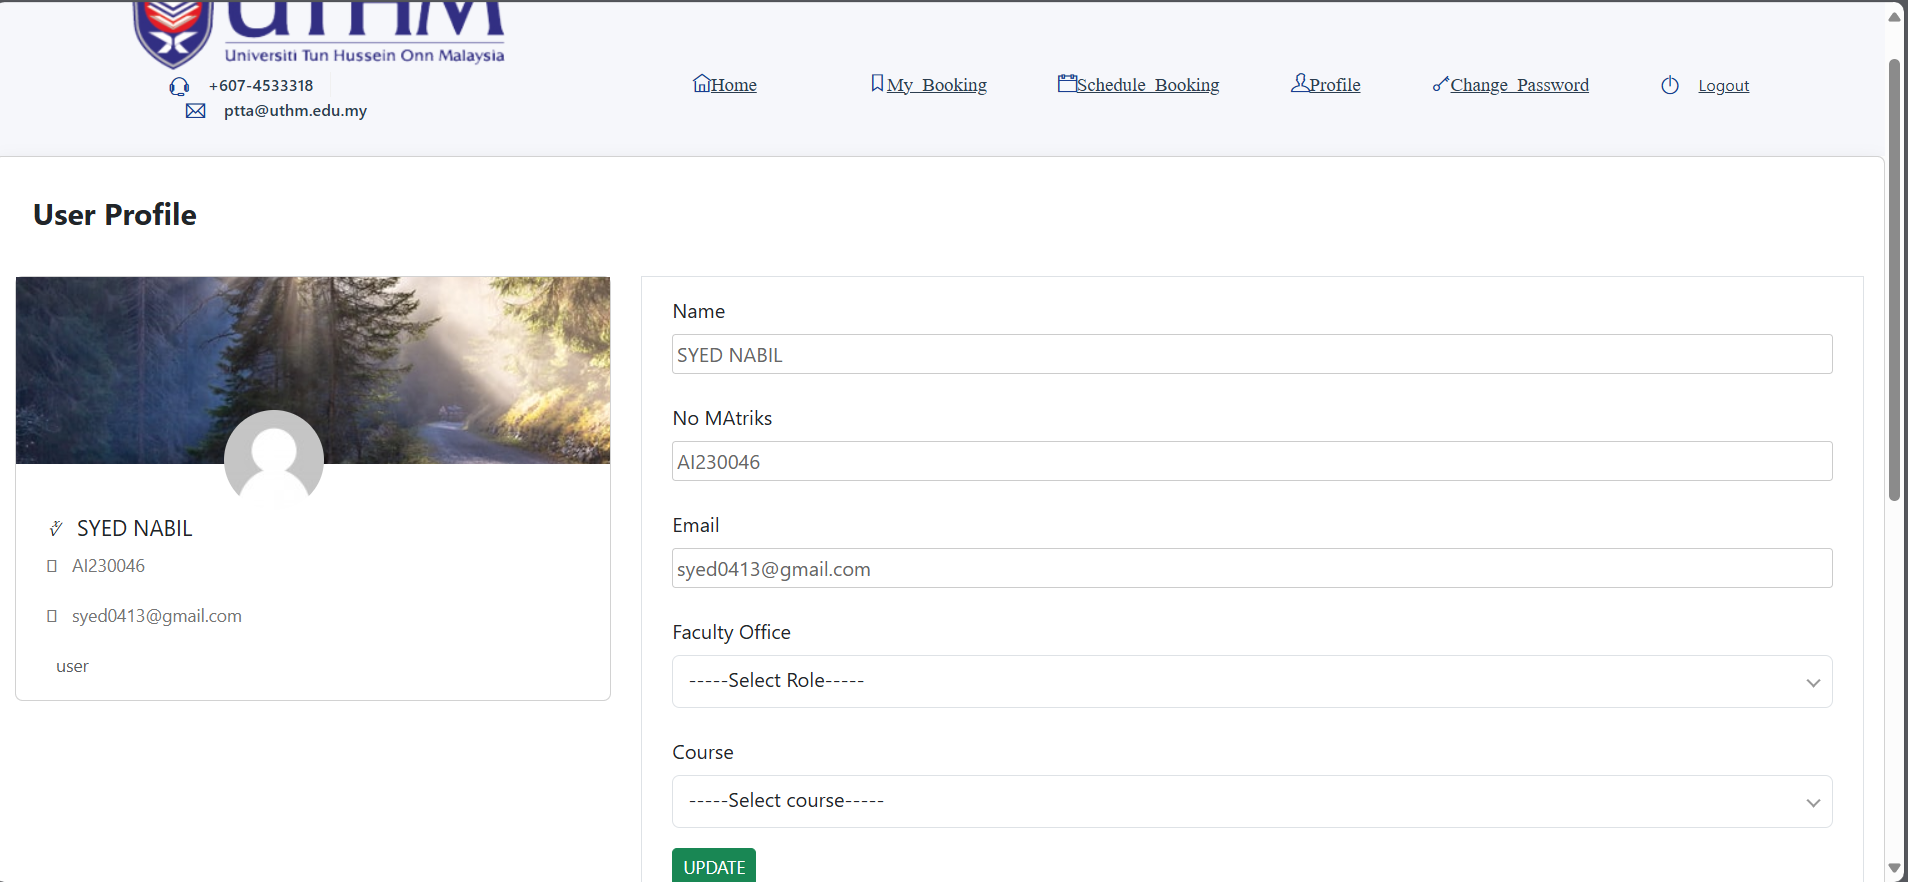 UTHM
Universiti Tun Hussein Onn Malaysia
+607-4533318
ptta@uthm.edu.my
Home My Booking Schedule Booking Profile Change Password Logout
User Profile
SYED NABIL
AI230046
syed0413@gmail.com
user
Name
SYED NABIL
No MAtriks
AI230046
Email
syed0413@gmail.com
Faculty Office
-----Select Role-----
Course
-----Select course-----
UPDATE